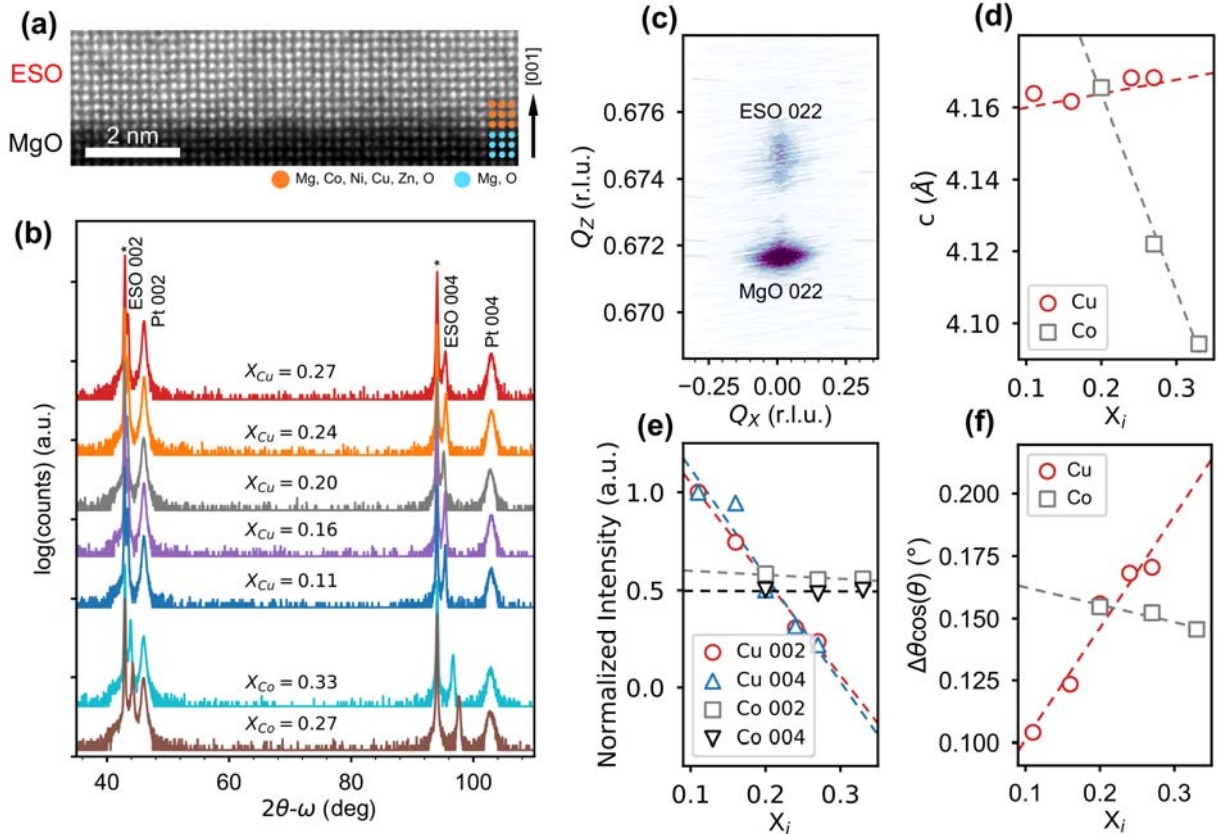 (a)
ESO
MgO
2 nm
[001]
Mg, Co, Ni, Cu, Zn, O
Mg, O
(b)
log(counts) (a.u.)
*
ESO 002
Pt 002
*
ESO 004
Pt 004
X_Cu = 0.27
X_Cu = 0.24
X_Cu = 0.20
X_Cu = 0.16
X_Cu = 0.11
X_Co = 0.33
X_Co = 0.27
40 60 80 100
2θ-ω (deg)
(c)
Q_Z (r.l.u.)
0.676
0.674
0.672
0.670
ESO 022
MgO 022
−0.25 0.00 0.25
Q_X (r.l.u.)
(d)
c (Å)
4.16
4.14
4.12
4.10
Cu
Co
0.1 0.2 0.3
X_i
(e)
Normalized Intensity (a.u.)
1.0
0.5
0.0
Cu 002
Cu 004
Co 002
Co 004
0.1 0.2 0.3
X_i
(f)
Δθcos(θ) (°)
0.200
0.175
0.150
0.125
0.100
Cu
Co
0.1 0.2 0.3
X_i